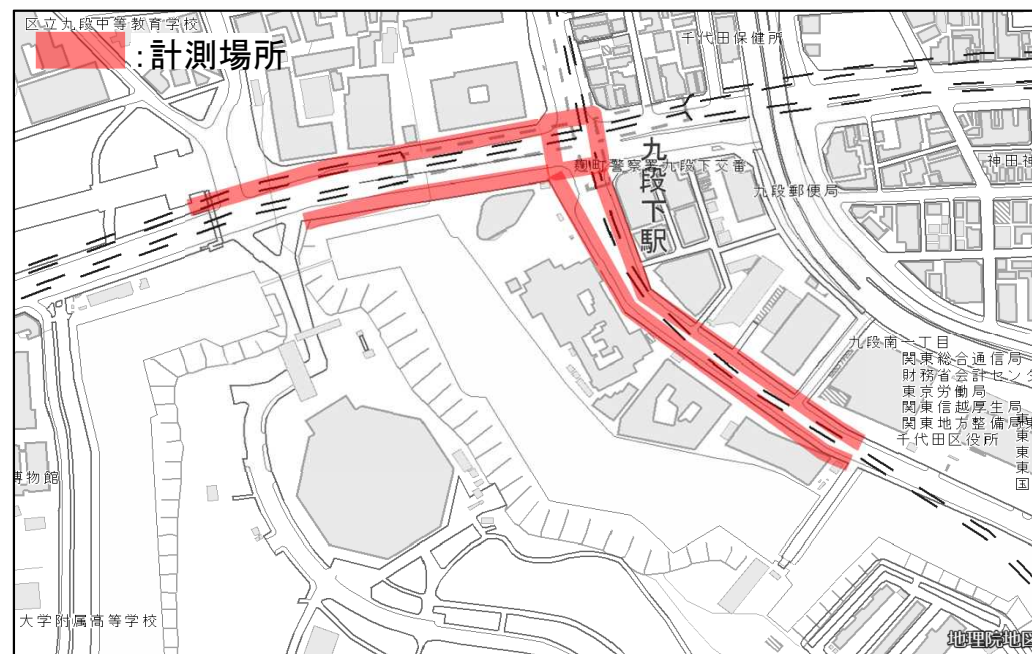 区立九段中等教育学校
:計測場所
千代田保健所
九段下駅
麹町警察署九段下交番
九段郵便局
神田神
九段南一丁目
関東総合通信局
財務省会計センタ
東京労働局
関東信越厚生局
関東地方整備局東
千代田区役所
東
東
東
国
博物館
大学附属高等学校
地理院地図